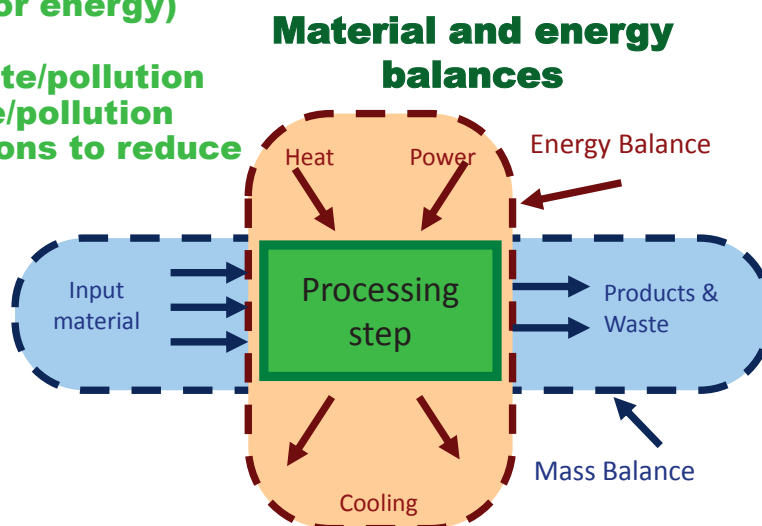 or energy)
te/pollution
e/pollution
ons to reduce
Material and energy
balances
Heat
Power
Energy Balance
Input
material
Processing
step
Products &
Waste
Mass Balance
Cooling